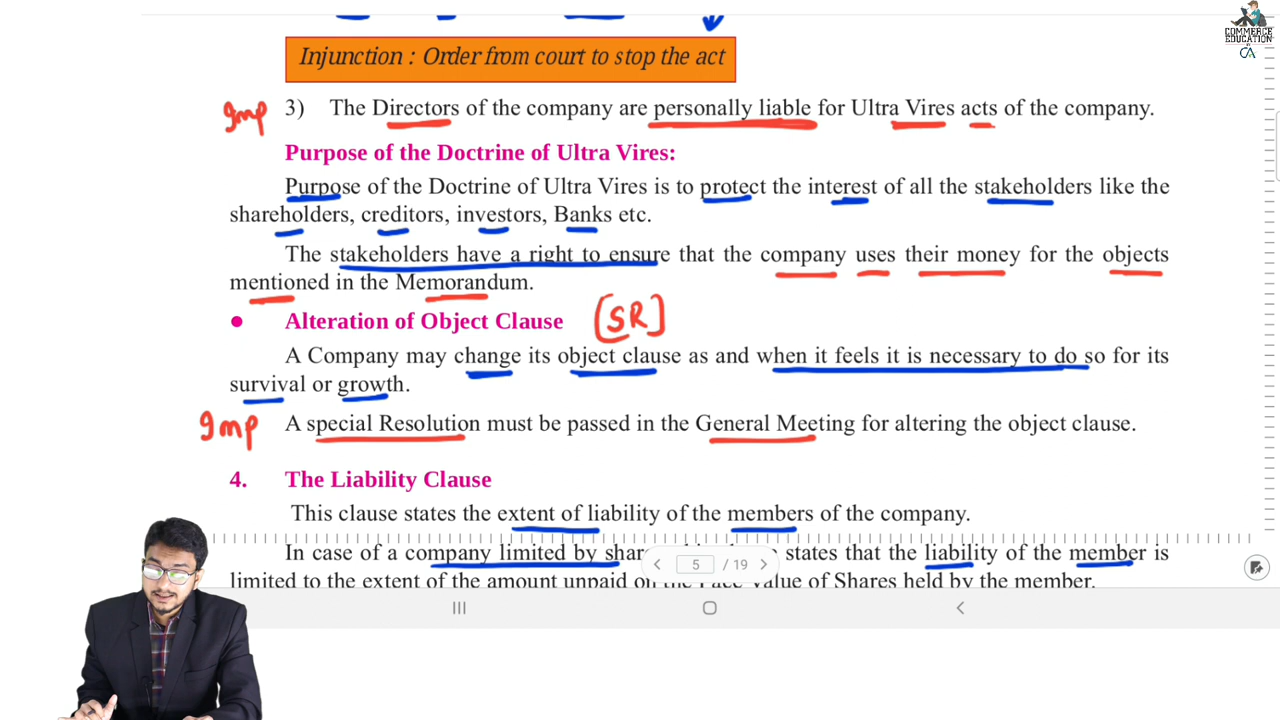 COMMERCE
EDUCATION
BY
CA
Injunction : Order from court to stop the act
Imp 3) The Directors of the company are personally liable for Ultra Vires acts of the company.
Purpose of the Doctrine of Ultra Vires:
Purpose of the Doctrine of Ultra Vires is to protect the interest of all the stakeholders like the
shareholders, creditors, investors, Banks etc.
The stakeholders have a right to ensure that the company uses their money for the objects
mentioned in the Memorandum.
• Alteration of Object Clause [SR]
A Company may change its object clause as and when it feels it is necessary to do so for its
survival or growth.
Imp A special Resolution must be passed in the General Meeting for altering the object clause.
4. The Liability Clause
This clause states the extent of liability of the members of the company.
In case of a company limited by states that the liability of the member is
5 / 19
limited to the extent of the amount unpaid Value of Shares held by the member.